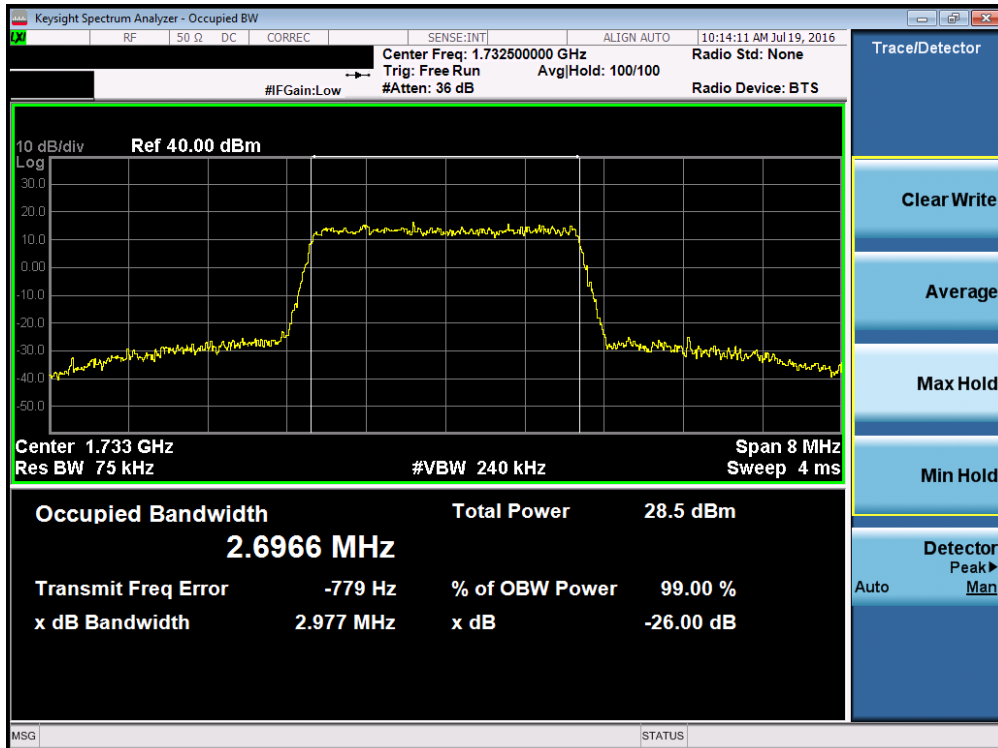 Keysight Spectrum Analyzer - Occupied BW
LXI RF 50 Ω DC CORREC SENSE:INT ALIGN AUTO 10:14:11 AM Jul 19, 2016
Center Freq: 1.732500000 GHz Radio Std: None
Trig: Free Run Avg|Hold: 100/100
#IFGain:Low #Atten: 36 dB Radio Device: BTS
Trace/Detector
10 dB/div Ref 40.00 dBm
Log
30.0
20.0
10.0
0.00
-10.0
-20.0
-30.0
-40.0
-50.0
Center 1.733 GHz Span 8 MHz
Res BW 75 kHz #VBW 240 kHz Sweep 4 ms
Occupied Bandwidth Total Power 28.5 dBm
2.6966 MHz
Transmit Freq Error -779 Hz % of OBW Power 99.00 %
x dB Bandwidth 2.977 MHz x dB -26.00 dB
Clear Write
Average
Max Hold
Min Hold
Detector
Peak▶
Auto Man
MSG STATUS